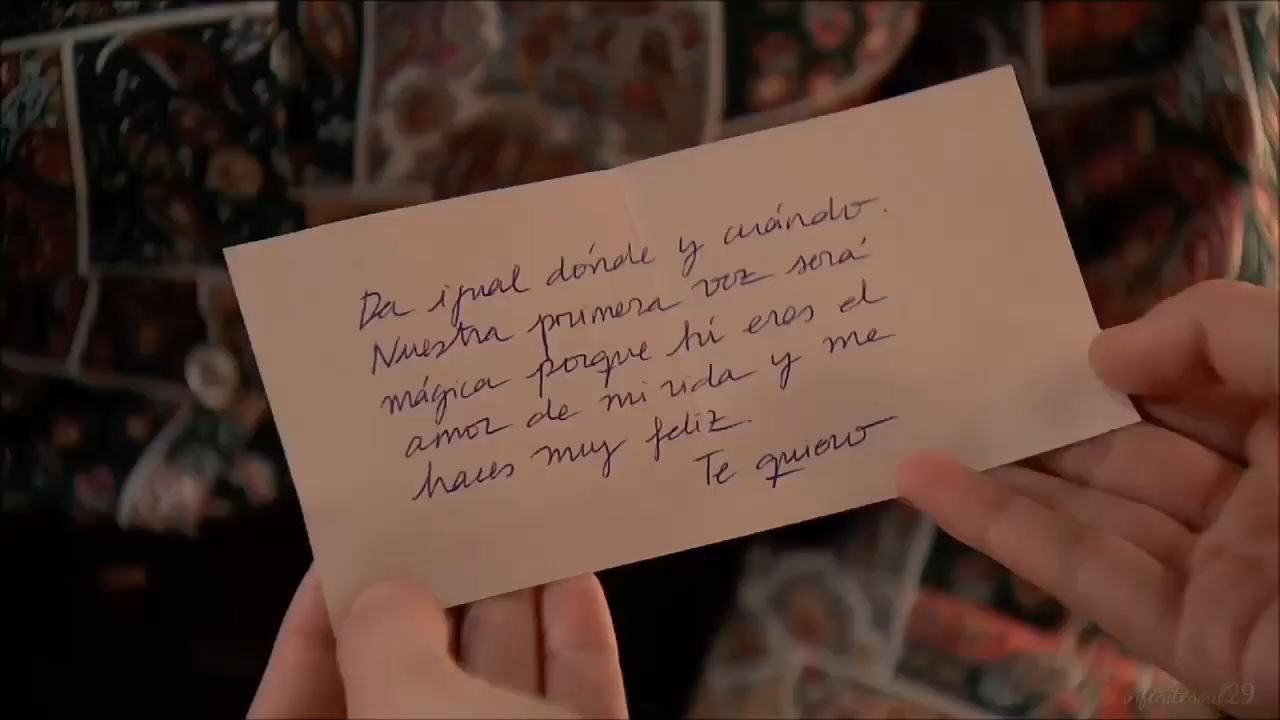 Da igual dónde y cuándo.
Nuestra primera vez será
mágica porque tú eres el
amor de mi vida y me
haces muy feliz.
Te quiero
infinitesoul29